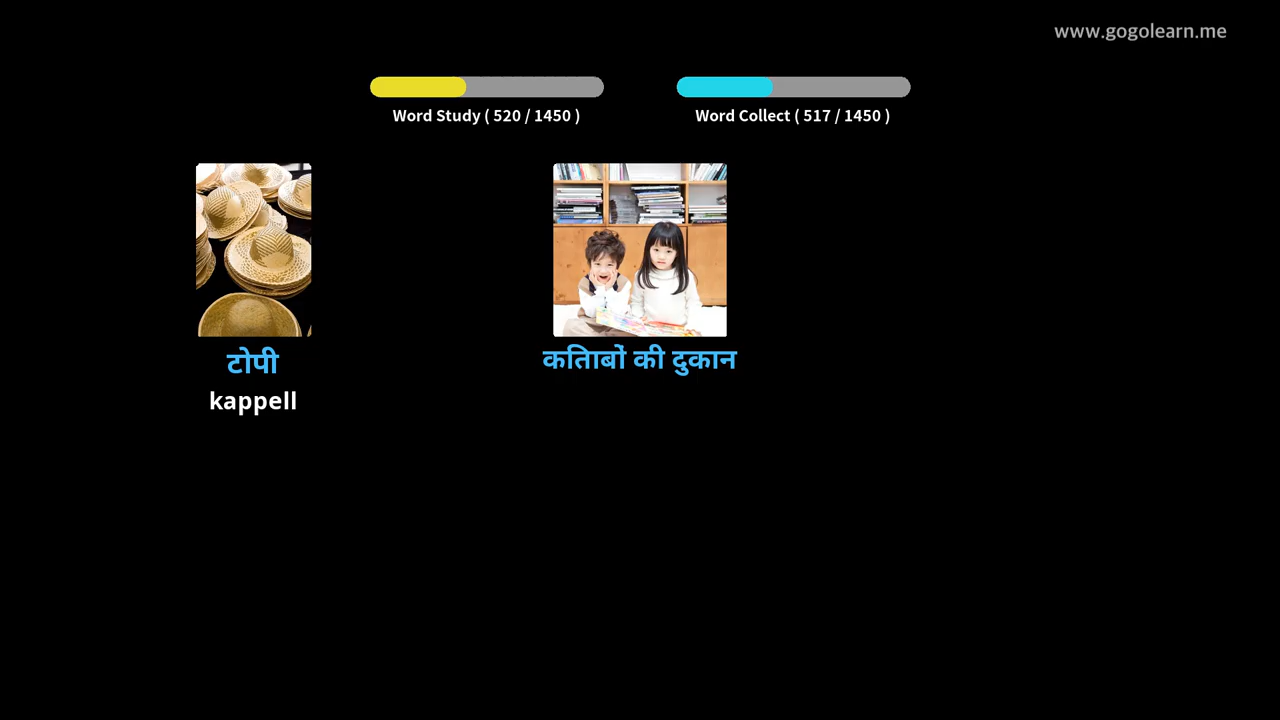 www.gogolearn.me
Word Study ( 520 / 1450 )
Word Collect ( 517 / 1450 )
टोपी
kappell
कतिाबों की दुकान